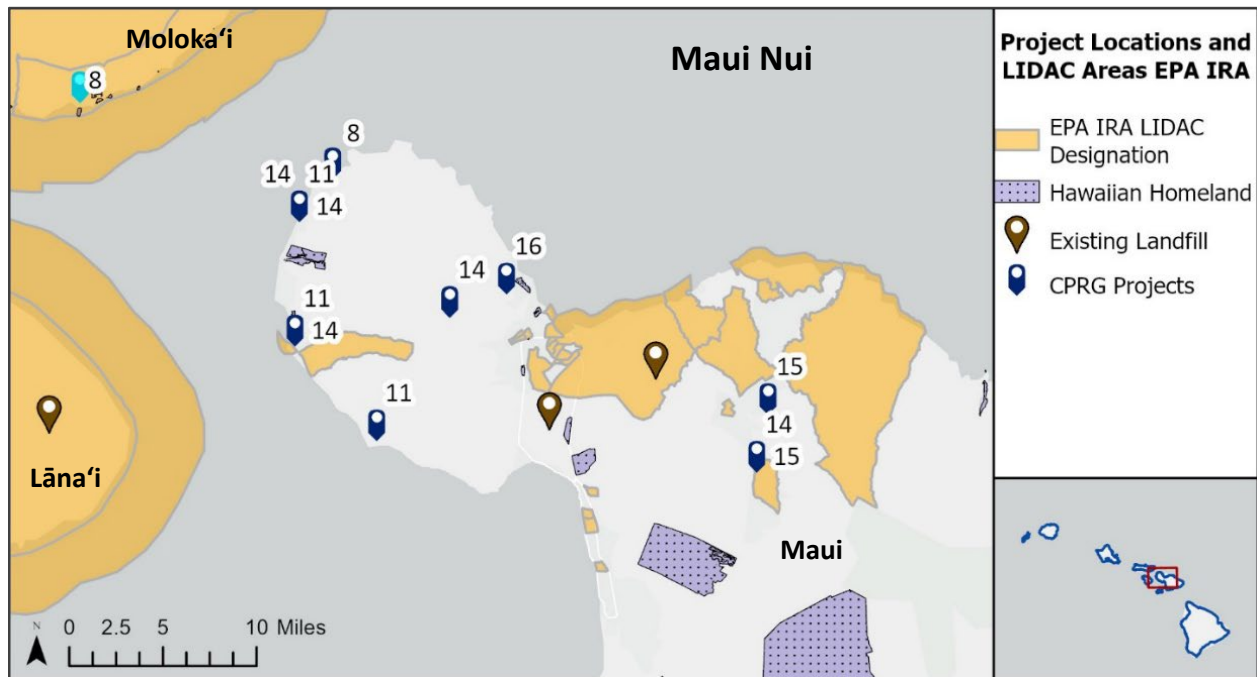 Moloka‘i
Maui Nui
8
8
14 11
14
16
14
11
14
11
15
14
15
Lāna‘i
Maui
N
0 2.5 5 10 Miles
Project Locations and
LIDAC Areas EPA IRA
EPA IRA LIDAC
Designation
Hawaiian Homeland
Existing Landfill
CPRG Projects